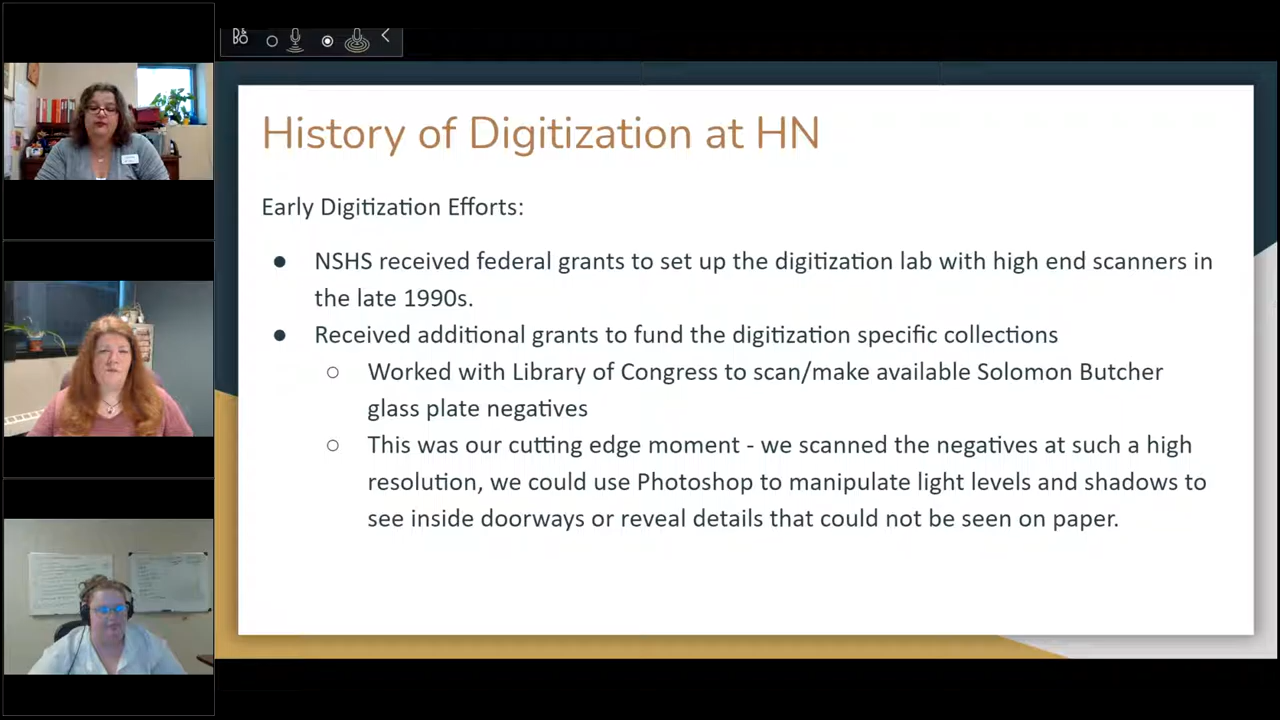 History of Digitization at HN
Early Digitization Efforts:
● NSHS received federal grants to set up the digitization lab with high end scanners in
the late 1990s.
● Received additional grants to fund the digitization specific collections
○ Worked with Library of Congress to scan/make available Solomon Butcher
glass plate negatives
○ This was our cutting edge moment - we scanned the negatives at such a high
resolution, we could use Photoshop to manipulate light levels and shadows to
see inside doorways or reveal details that could not be seen on paper.